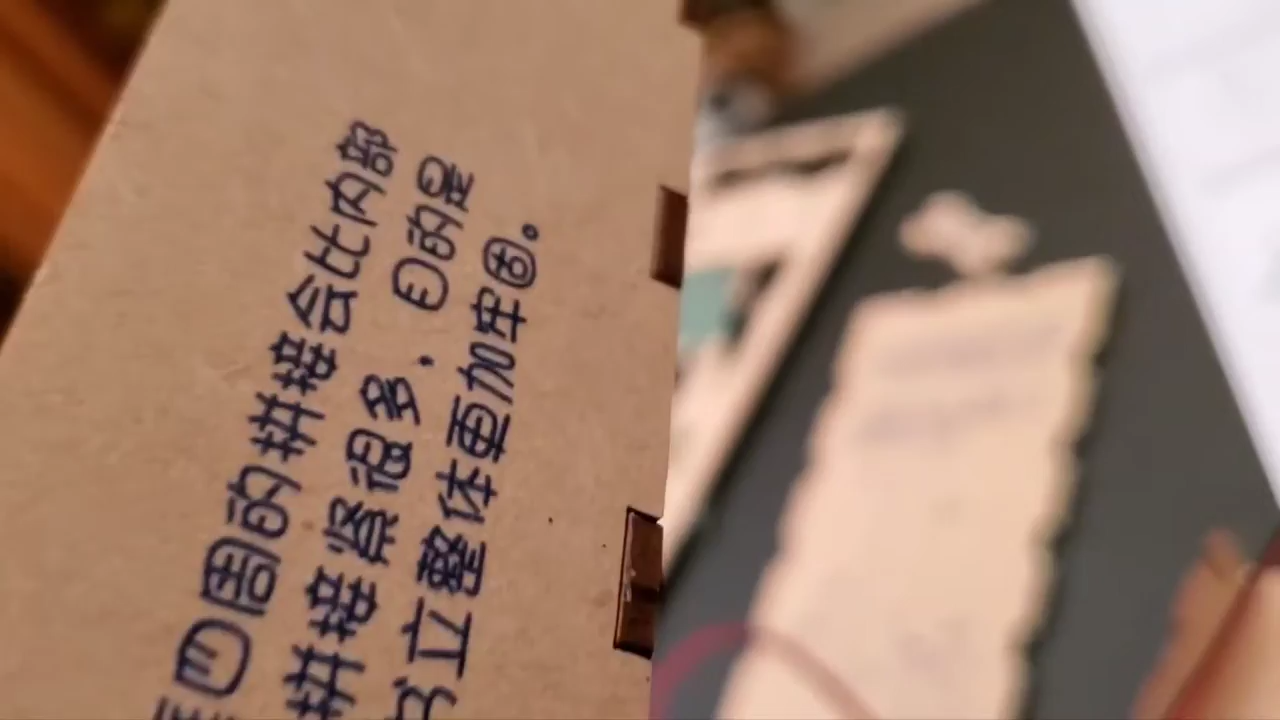 四周的拼接会比内部
拼接紧很多，目的是
立整体更加牢固。